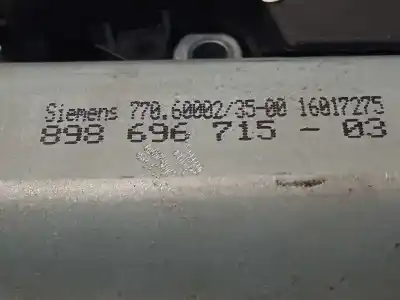 Siemens 770.60002/35-00 16017275
898 696 715 - 03